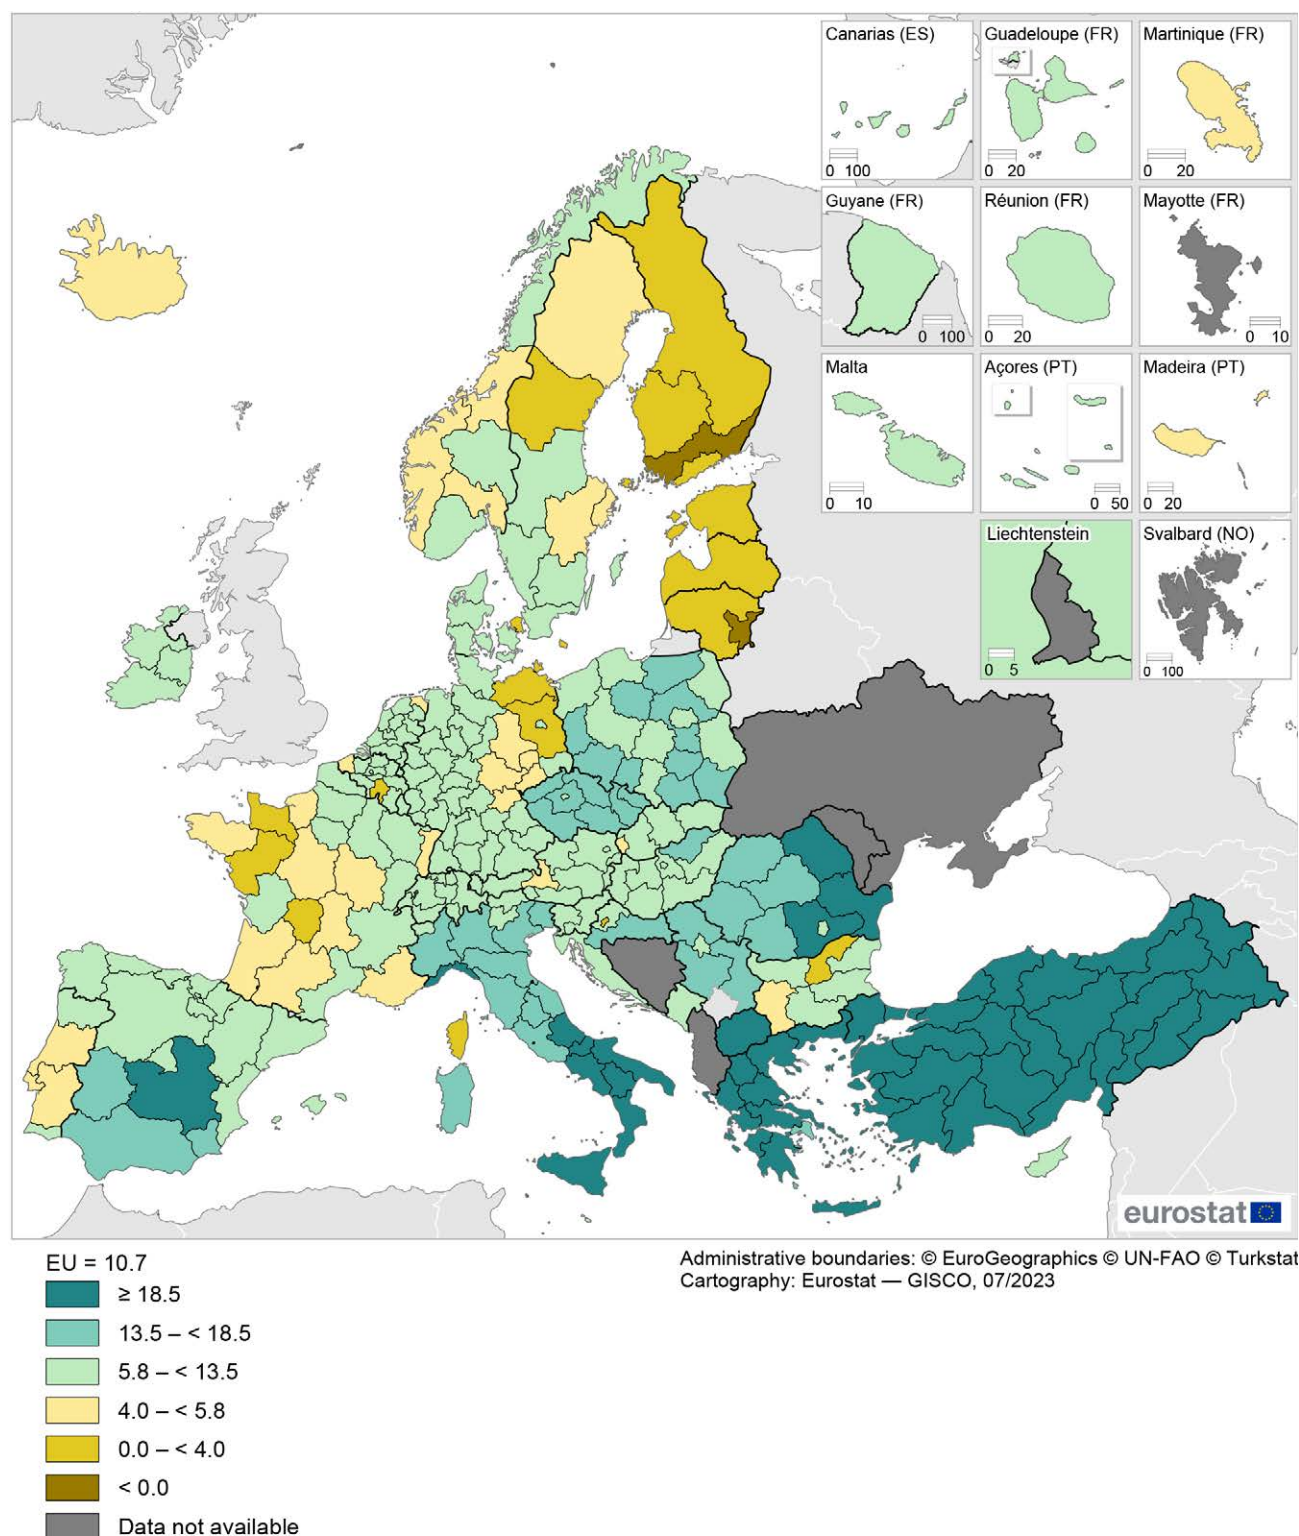 Canarias (ES)
0 100
Guadeloupe (FR)
0 20
Martinique (FR)
0 20
Guyane (FR)
0 100
Réunion (FR)
0 20
Mayotte (FR)
0 10
Malta
0 10
Açores (PT)
0 50
Madeira (PT)
0 20
Liechtenstein
0 5
Svalbard (NO)
0 100
eurostat
EU = 10.7
≥ 18.5
13.5 – < 18.5
5.8 – < 13.5
4.0 – < 5.8
0.0 – < 4.0
< 0.0
Data not available
Administrative boundaries: © EuroGeographics © UN-FAO © Turkstat
Cartography: Eurostat — GISCO, 07/2023